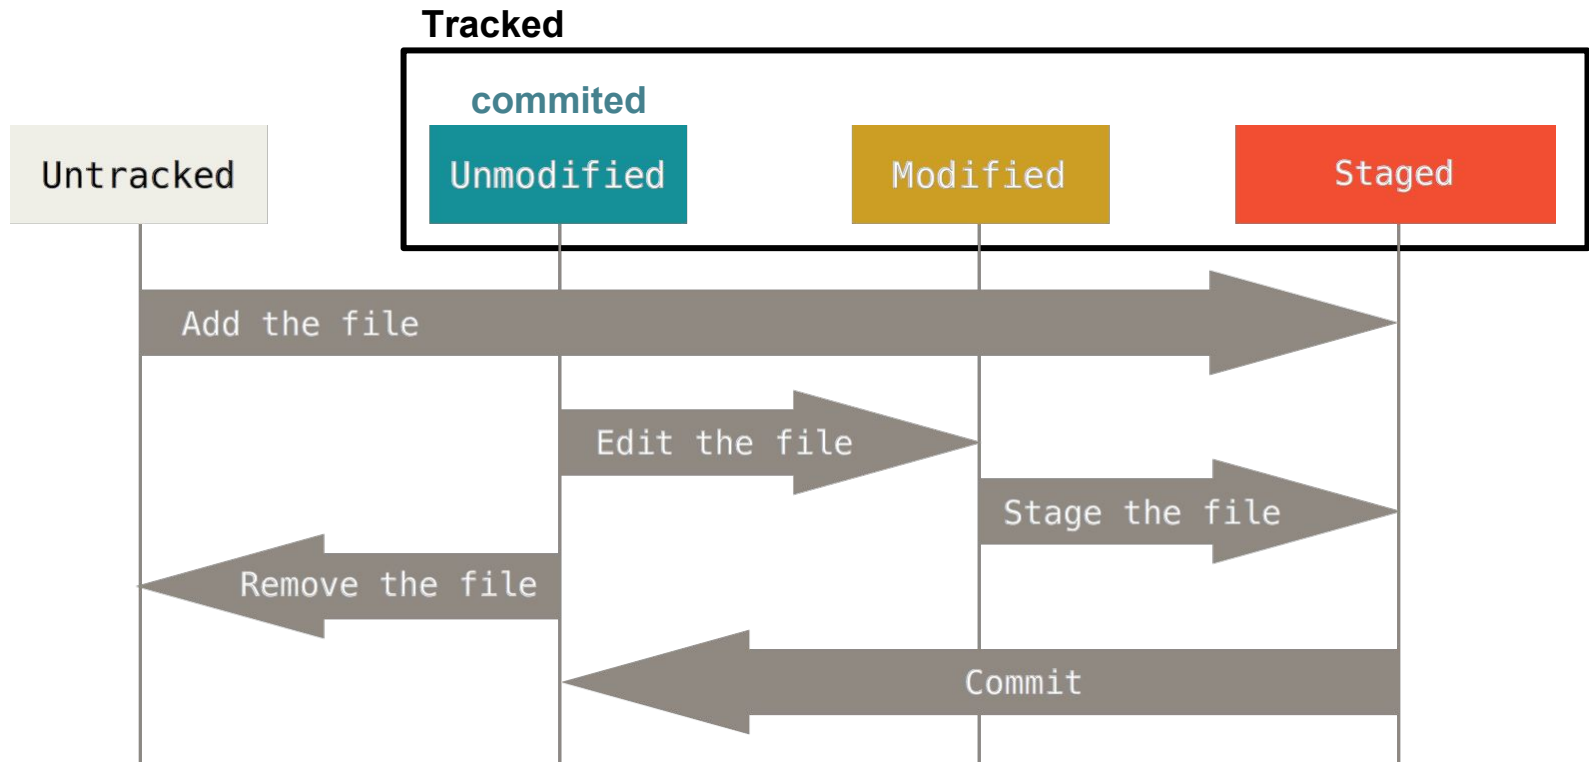 Tracked
commited
Untracked
Unmodified
Modified
Staged
Add the file
Edit the file
Stage the file
Remove the file
Commit